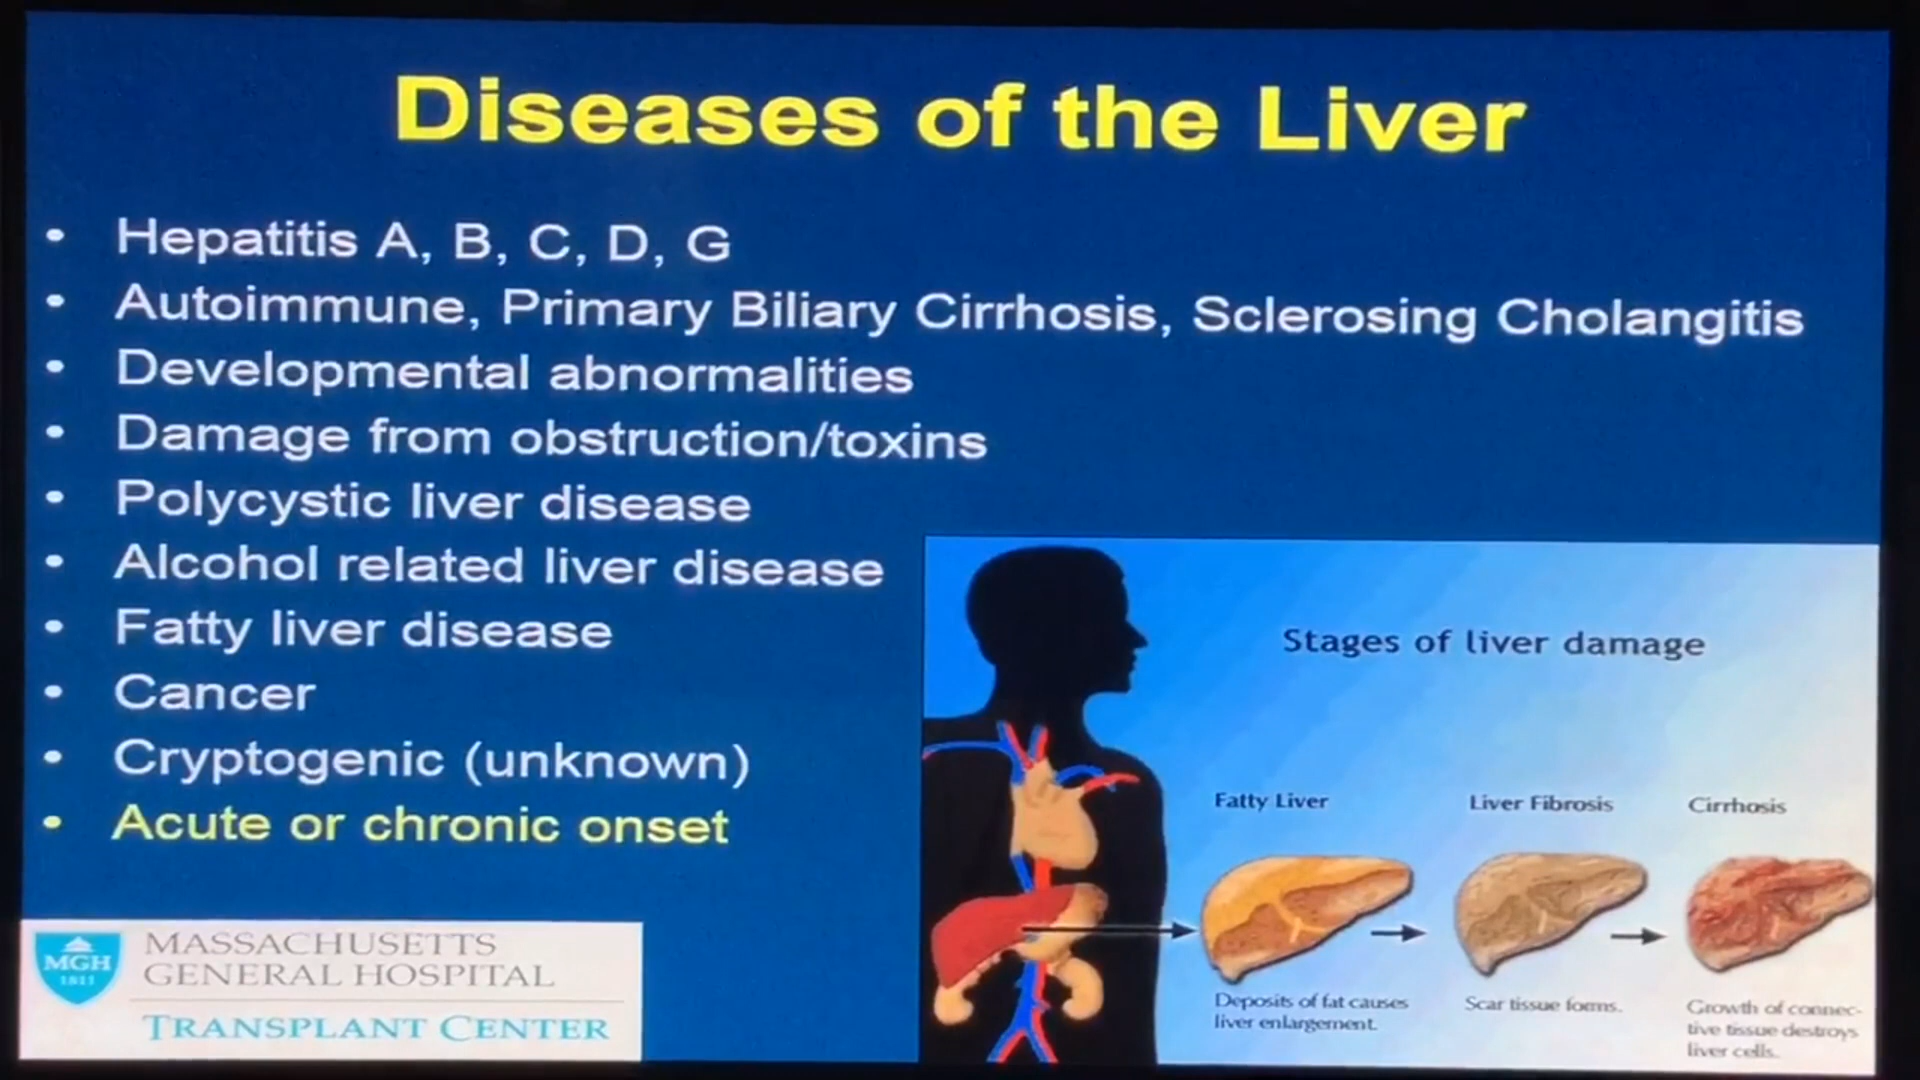 Diseases of the Liver
• Hepatitis A, B, C, D, G
• Autoimmune, Primary Biliary Cirrhosis, Sclerosing Cholangitis
• Developmental abnormalities
• Damage from obstruction/toxins
• Polycystic liver disease
• Alcohol related liver disease
• Fatty liver disease
• Cancer
• Cryptogenic (unknown)
• Acute or chronic onset
Stages of liver damage
Fatty Liver
Deposits of fat causes
liver enlargement.
Liver Fibrosis
Scar tissue forms.
Cirrhosis
Growth of connec-
tive tissue destroys
liver cells.
MGH
1811
MASSACHUSETTS
GENERAL HOSPITAL
TRANSPLANT CENTER